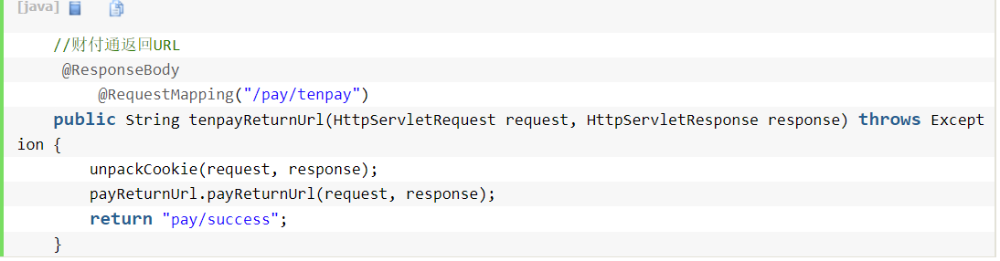 [java]
//财付通返回URL
@ResponseBody
@RequestMapping("/pay/tenpay")
public String tenpayReturnUrl(HttpServletRequest request, HttpServletResponse response) throws Except
ion {
unpackCookie(request, response);
payReturnUrl.payReturnUrl(request, response);
return "pay/success";
}